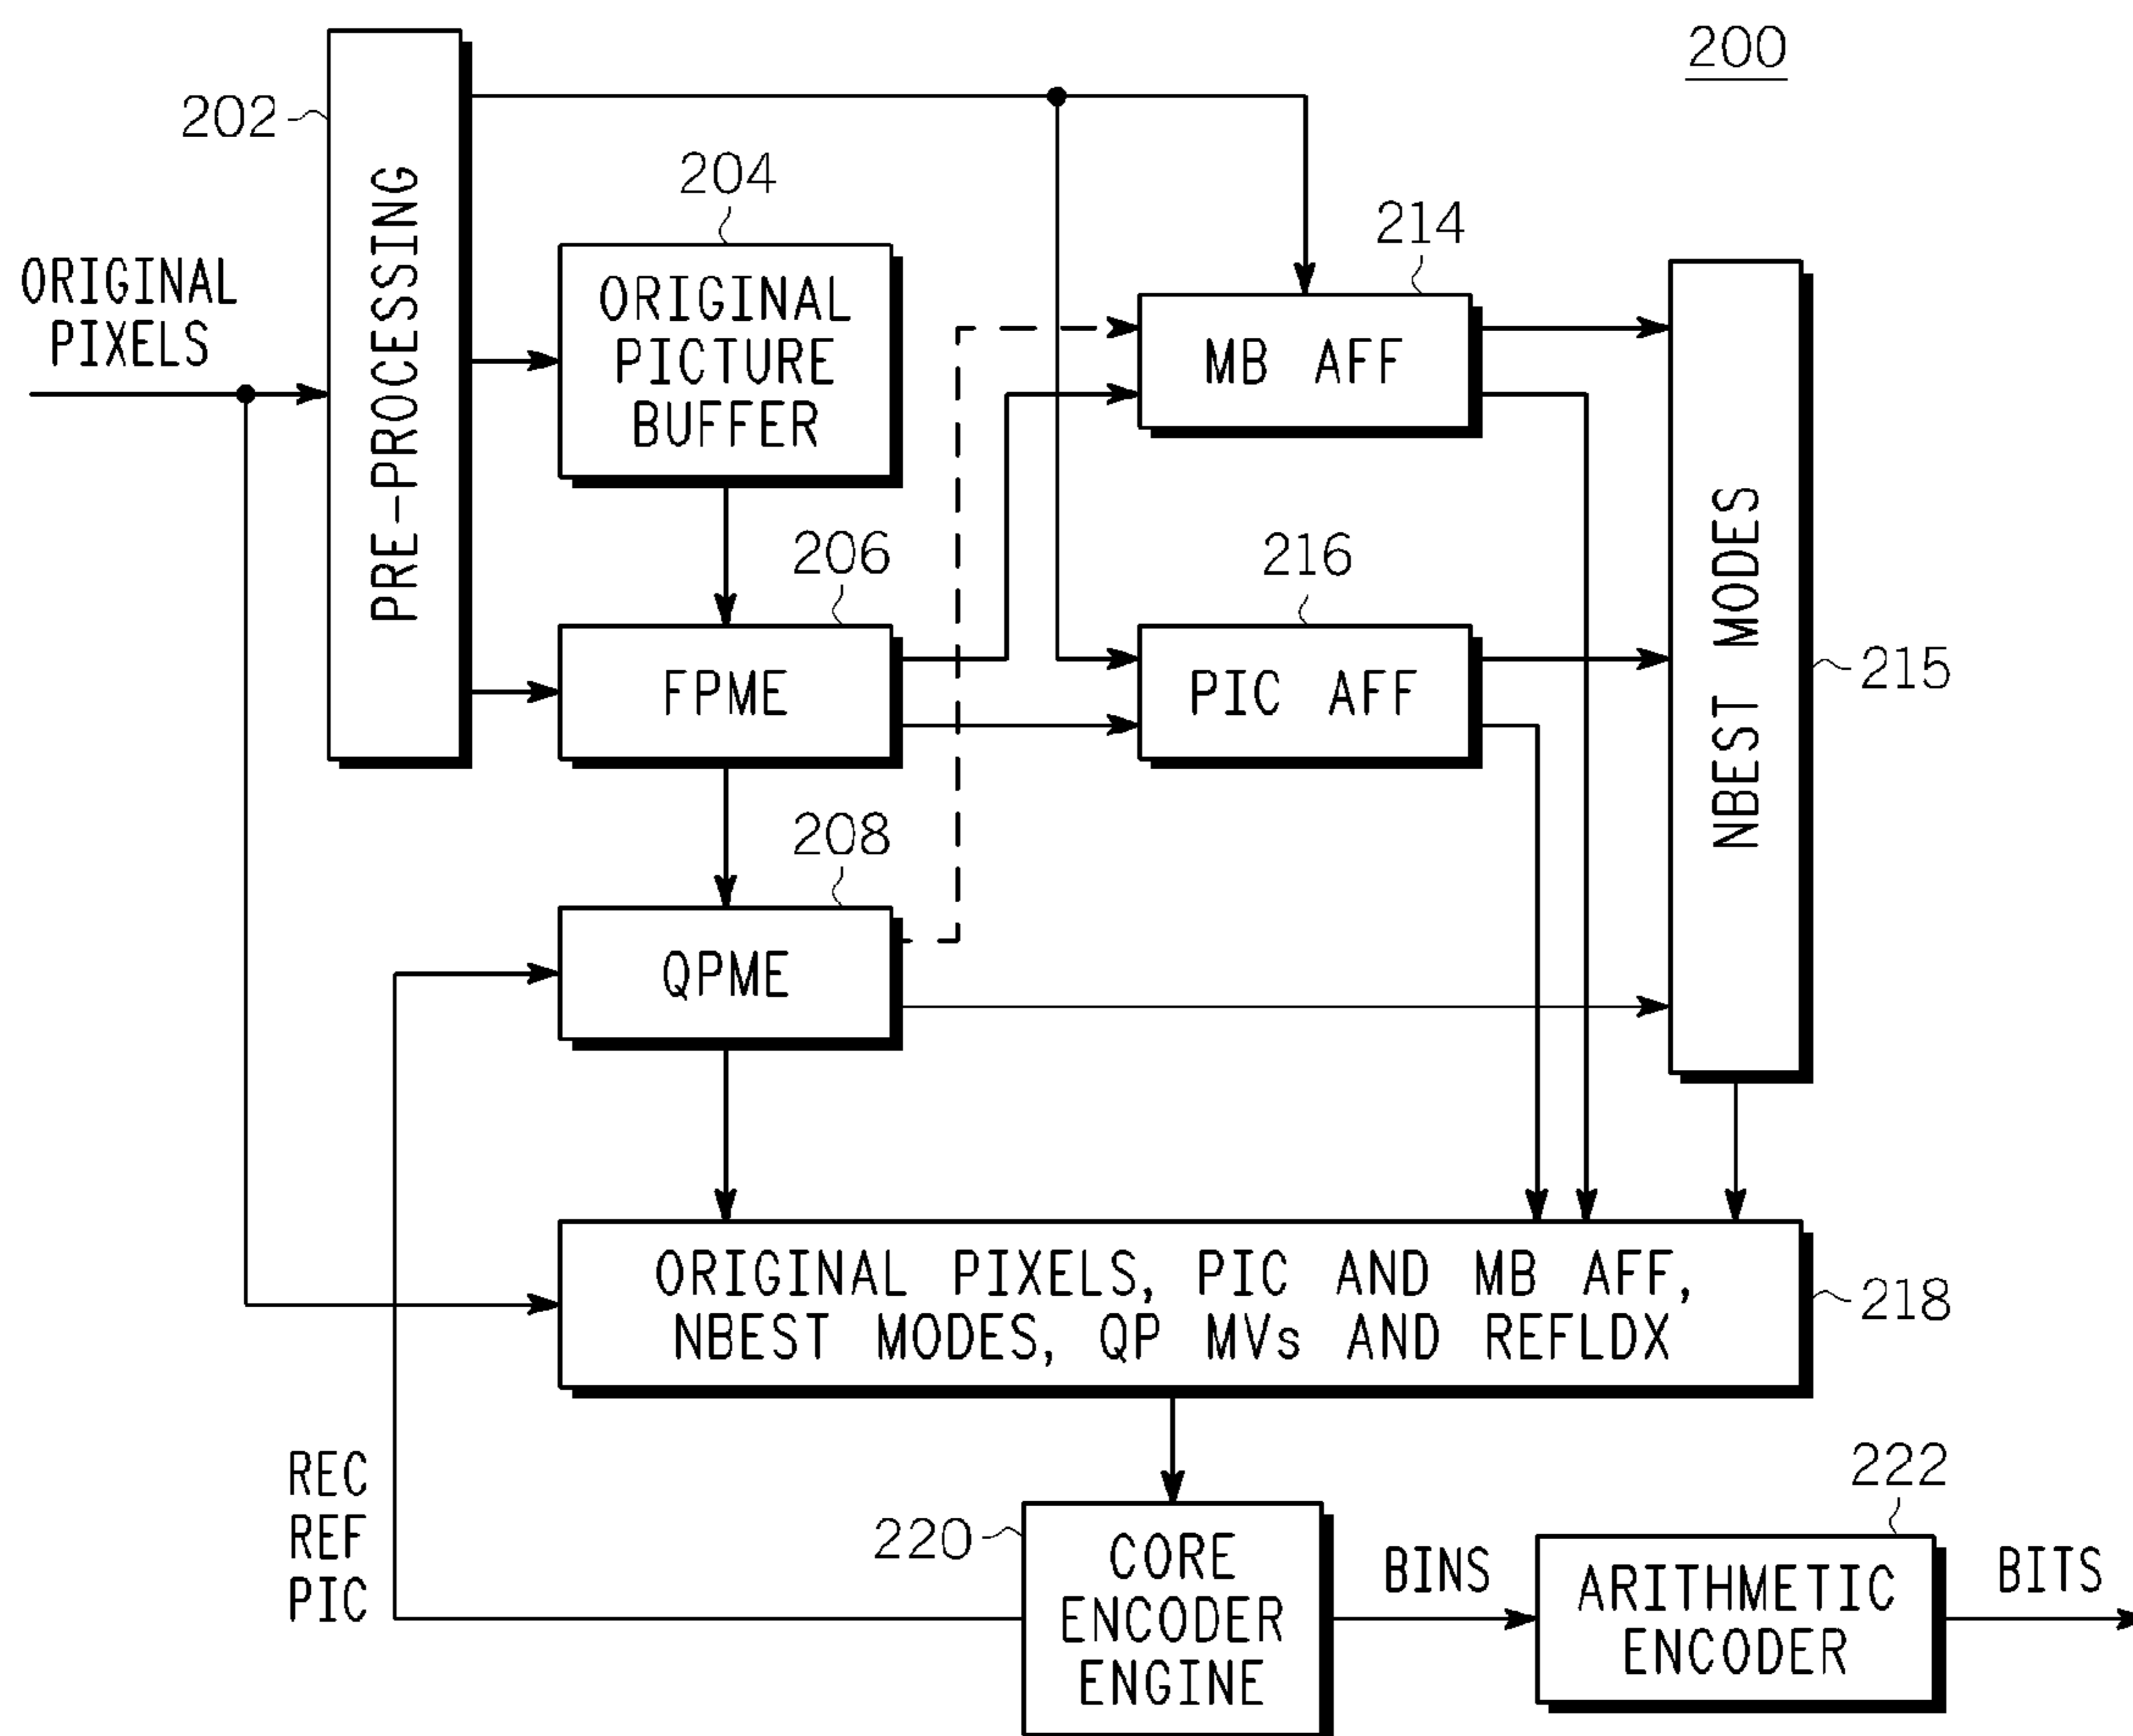 200
202
PRE-PROCESSING
204
ORIGINAL
PICTURE
BUFFER
ORIGINAL
PIXELS
214
MB AFF
206
FPME
216
PIC AFF
NBEST MODES
215
208
QPME
ORIGINAL PIXELS, PIC AND MB AFF,
NBEST MODES, QP MVs AND REFLDX
218
REC
REF
PIC
220
CORE
ENCODER
ENGINE
BINS
222
ARITHMETIC
ENCODER
BITS